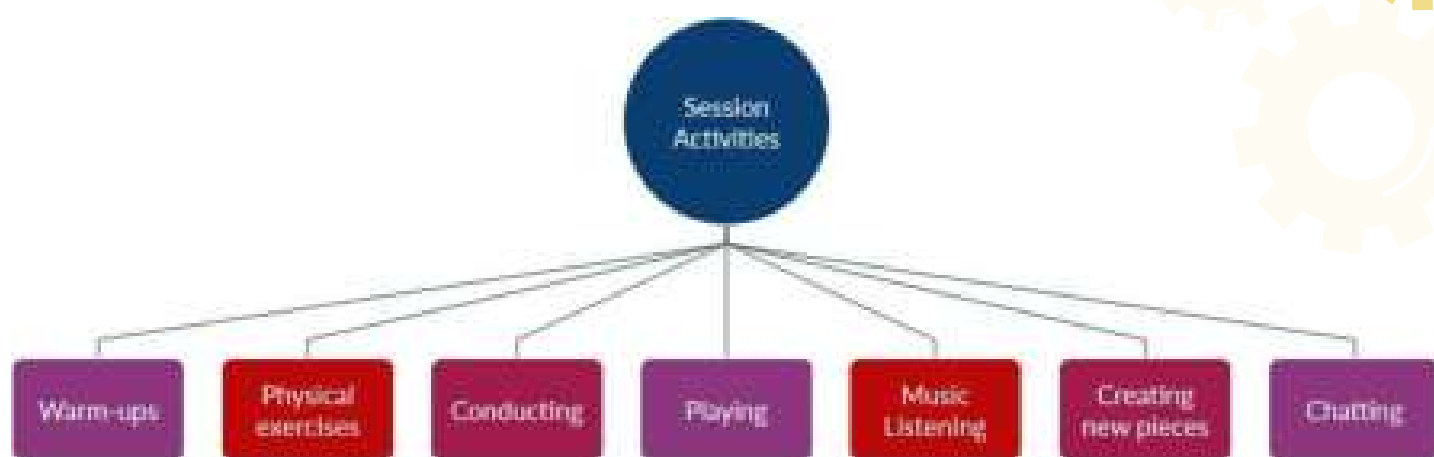 Session
Activities
Warm-ups
Physical
exercises
Conducting
Playing
Music
Listening
Creating
new pieces
Chatting